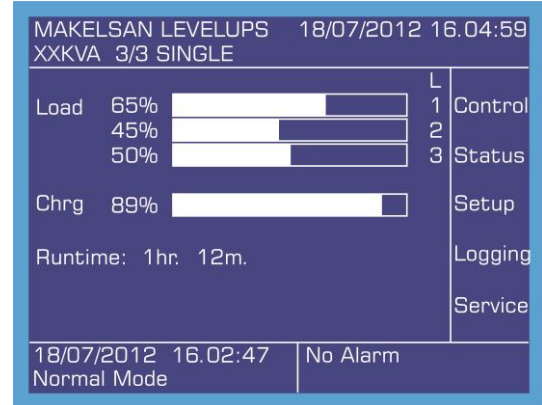 MAKELSAN LEVELUPS 18/07/2012 16.04:59
XXKVA 3/3 SINGLE
L
Load 65% 1 Control
45% 2
50% 3 Status
Chrg 89% Setup
Runtime: 1hr. 12m. Logging
Service
18/07/2012 16.02:47 No Alarm
Normal Mode